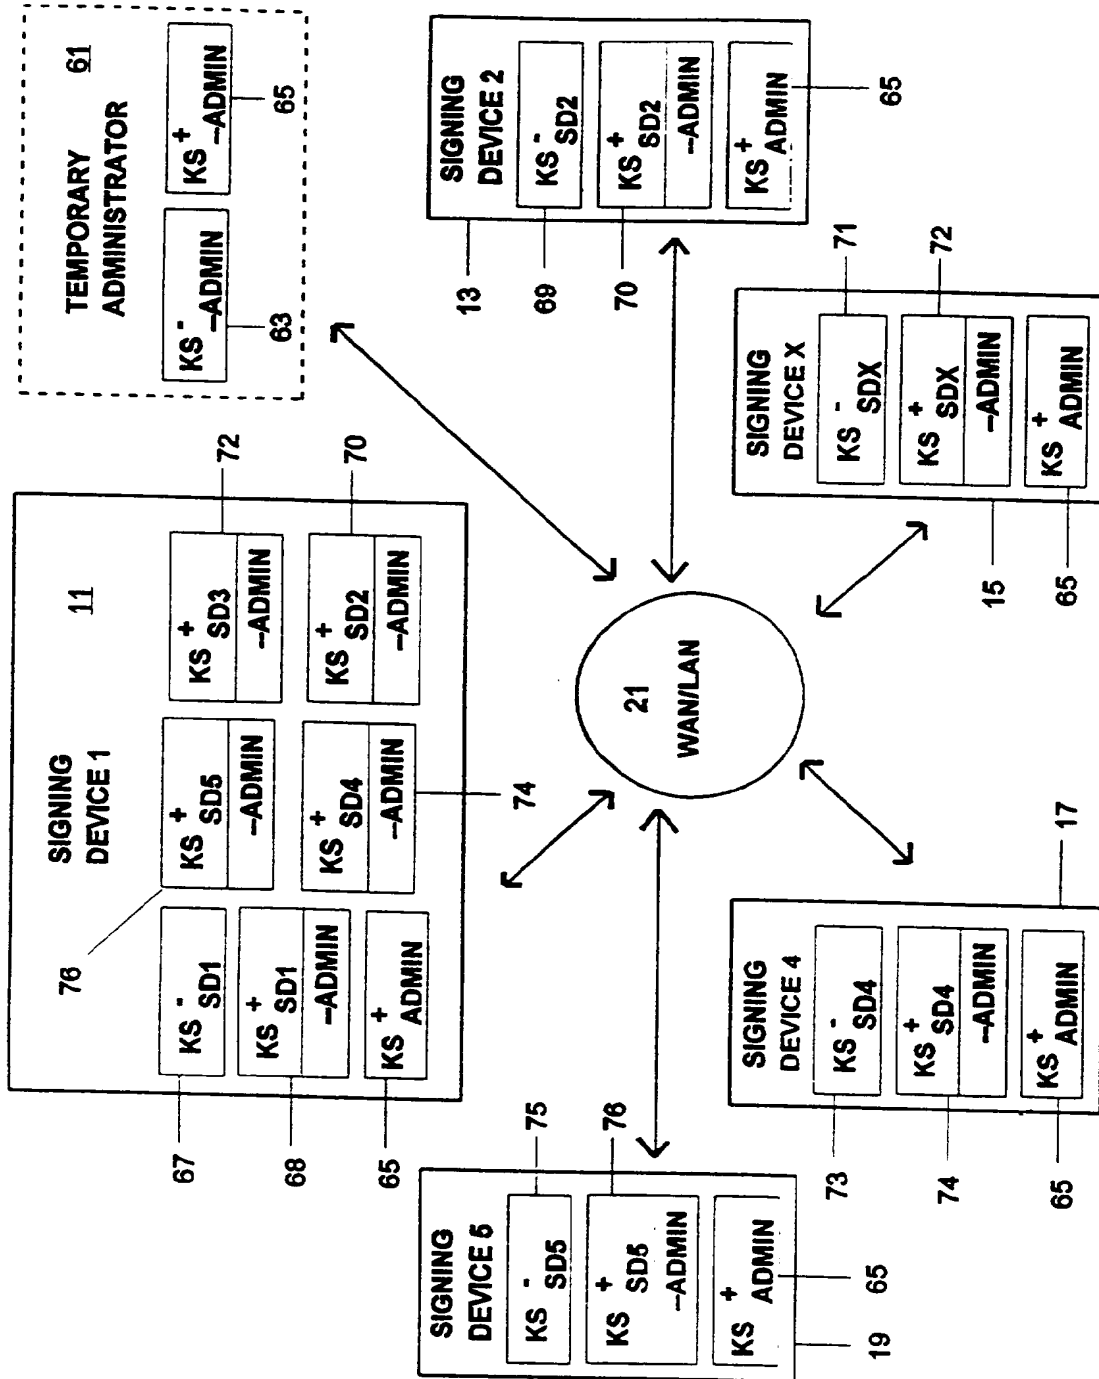 SIGNING
DEVICE 1
11
KS -
SD1
KS +
SD1
--ADMIN
KS +
ADMIN
KS +
SD5
--ADMIN
KS +
SD4
--ADMIN
KS +
SD3
--ADMIN
KS +
SD2
--ADMIN
67
68
65
76
74
72
70
TEMPORARY
ADMINISTRATOR
61
KS -
--ADMIN
KS +
--ADMIN
63
65
SIGNING
DEVICE 5
KS -
SD5
KS +
SD5
--ADMIN
KS +
ADMIN
75
76
65
19
21
WAN/LAN
SIGNING
DEVICE 2
KS -
SD2
KS +
SD2
--ADMIN
KS +
ADMIN
13
69
70
65
SIGNING
DEVICE 4
KS -
SD4
KS +
SD4
--ADMIN
KS +
ADMIN
17
73
74
65
SIGNING
DEVICE X
KS -
SDX
KS +
SDX
--ADMIN
KS +
ADMIN
71
72
15
65